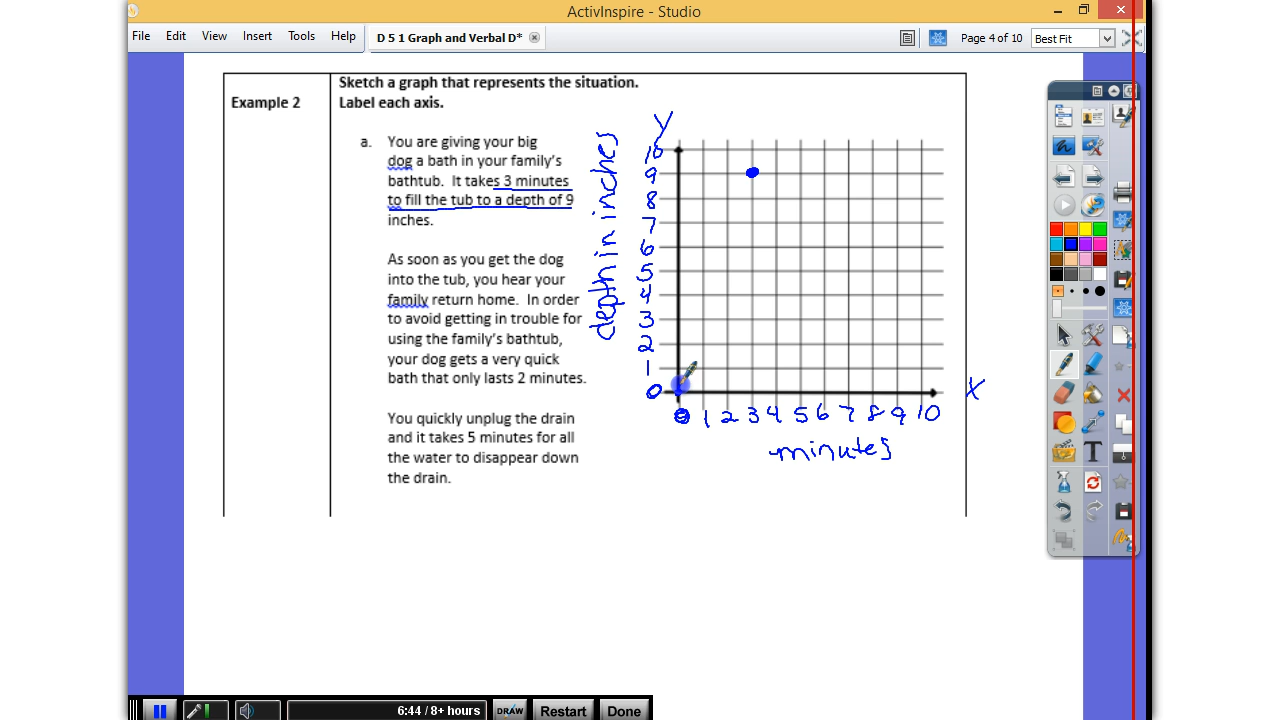 ActivInspire - Studio
File Edit View Insert Tools Help D 5 1 Graph and Verbal D* Page 4 of 10 Best Fit
Example 2
Sketch a graph that represents the situation.
Label each axis.
a. You are giving your big
dog a bath in your family's
bathtub. It takes 3 minutes
to fill the tub to a depth of 9
inches.
As soon as you get the dog
into the tub, you hear your
family return home. In order
to avoid getting in trouble for
using the family's bathtub,
your dog gets a very quick
bath that only lasts 2 minutes.
You quickly unplug the drain
and it takes 5 minutes for all
the water to disappear down
the drain.
depth in inches
y
10
9
8
7
6
5
4
3
2
1
0
x
0 1 2 3 4 5 6 7 8 9 10
minutes
T
6:44 / 8+ hours DRAW Restart Done